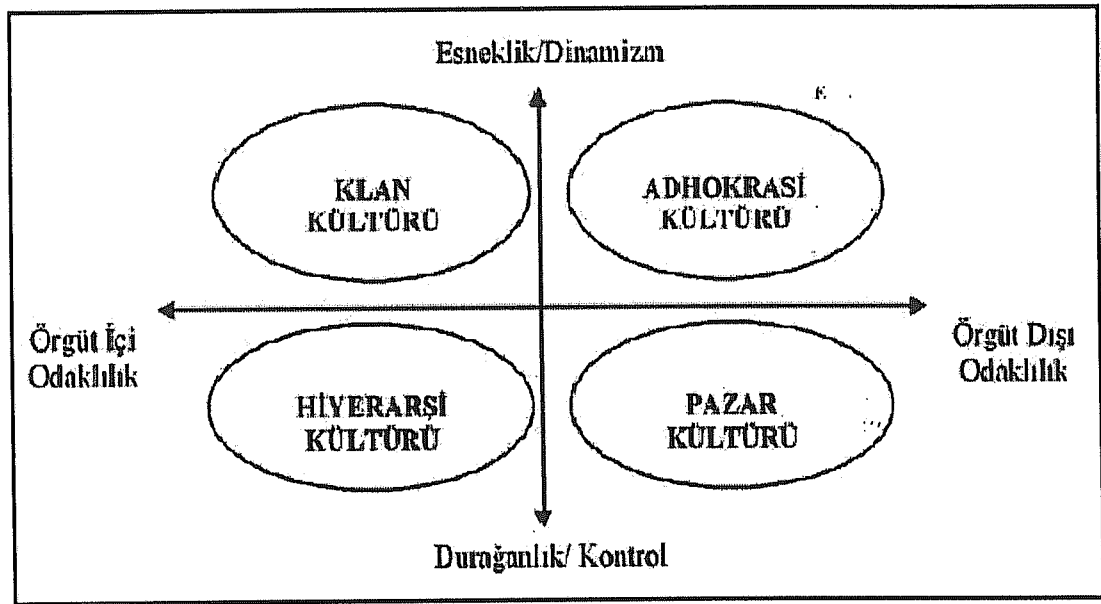 Esneklik/Dinamizm
KLAN
KÜLTÜRÜ
ADHOKRASİ
KÜLTÜRÜ
Örgüt İçi
Odaklılık
Örgüt Dışı
Odaklılık
HİYERARŞİ
KÜLTÜRÜ
PAZAR
KÜLTÜRÜ
Durağanlık/ Kontrol